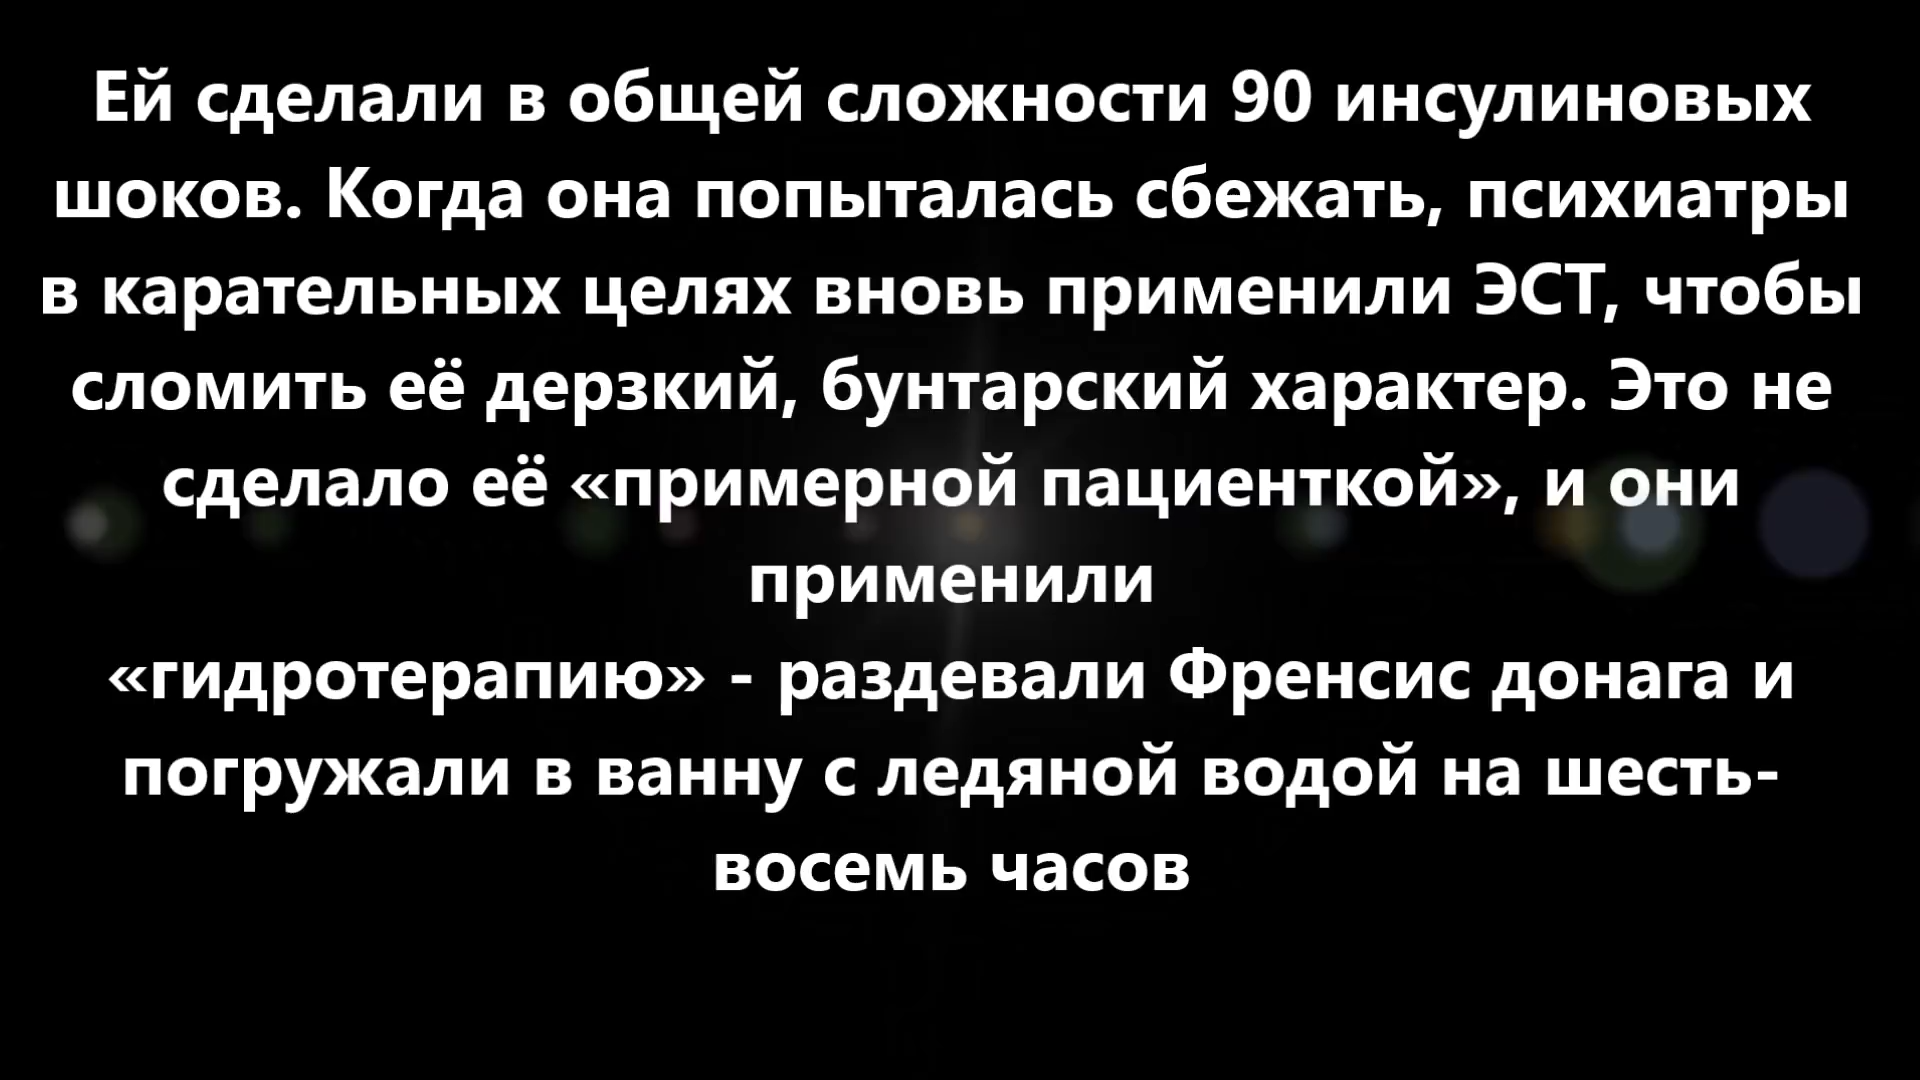 Ей сделали в общей сложности 90 инсулиновых
шоков. Когда она попыталась сбежать, психиатры
в карательных целях вновь применили ЭСТ, чтобы
сломить её дерзкий, бунтарский характер. Это не
сделало её «примерной пациенткой», и они
применили
«гидротерапию» - раздевали Френсис донага и
погружали в ванну с ледяной водой на шесть-
восемь часов